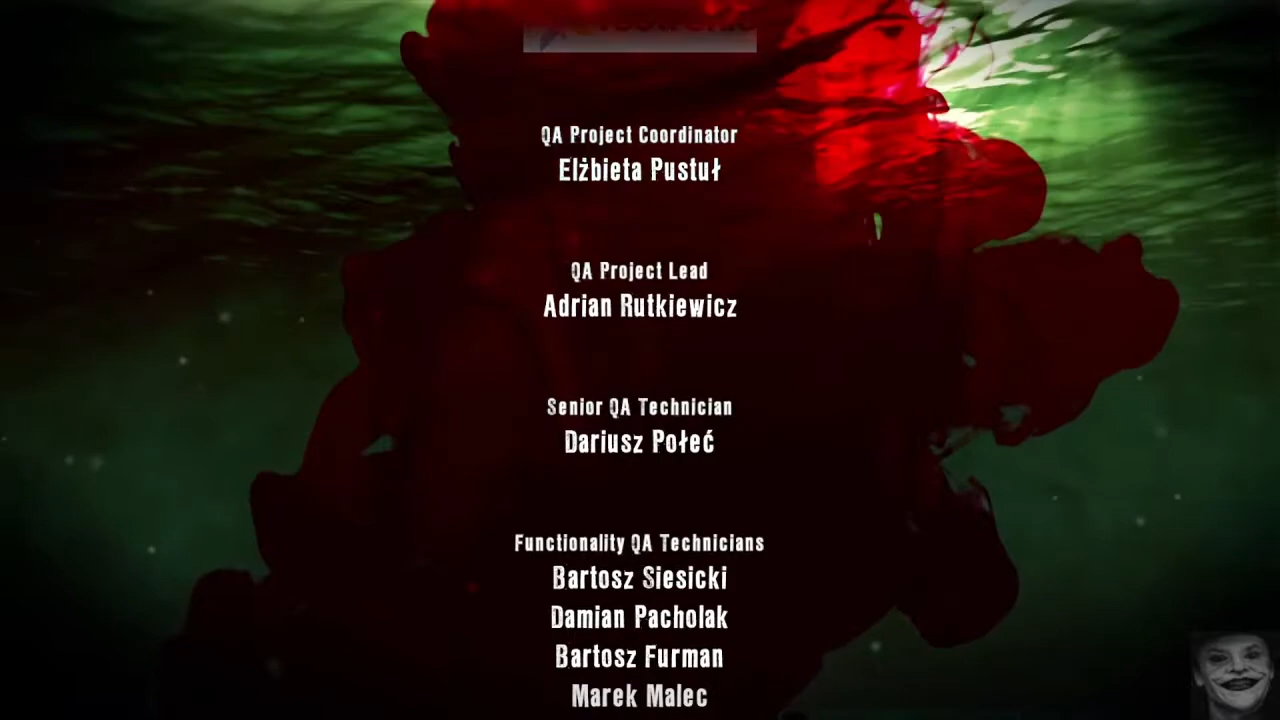 QA Project Coordinator
Elżbieta Pustuł
QA Project Lead
Adrian Rutkiewicz
Senior QA Technician
Dariusz Połeć
Functionality QA Technicians
Bartosz Siesicki
Damian Pacholak
Bartosz Furman
Marek Malec